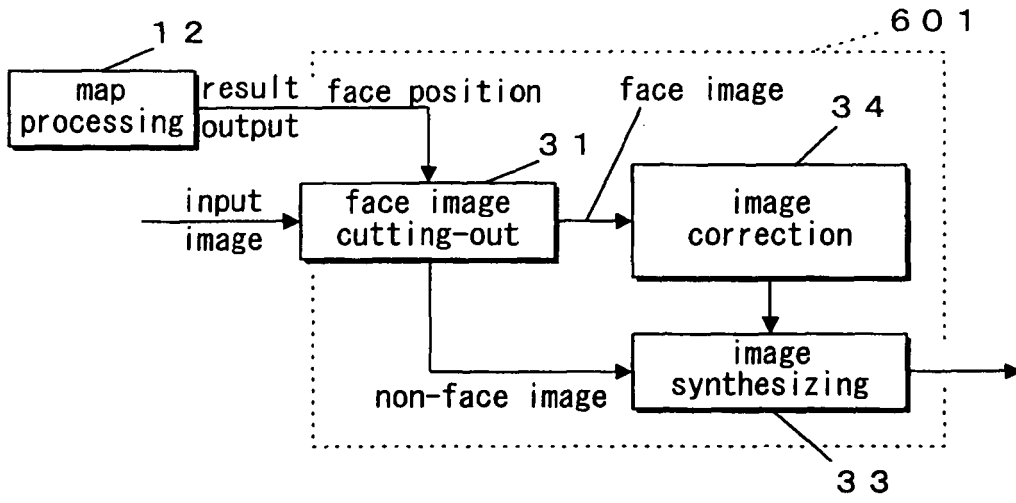 12
601
map
processing
result
output
face position
face image
34
31
input
image
face image
cutting-out
image
correction
non-face image
image
synthesizing
33